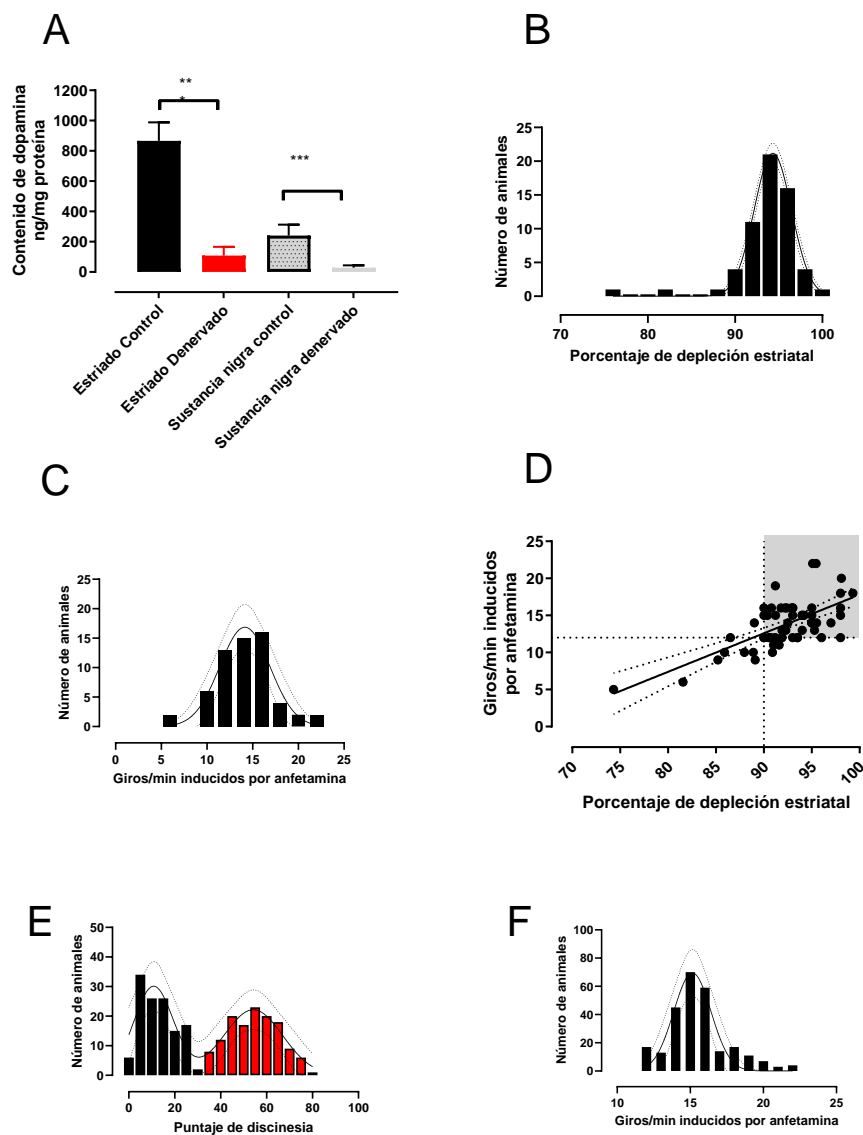 A
Contenido de dopamina
ng/mg proteína
1200
1000
800
600
400
200
0
**
*
***
Estriado Control
Estriado Denervado
Sustancia nigra control
Sustancia nigra denervado
B
Número de animales
25
20
15
10
5
0
70 80 90 100
Porcentaje de depleción estriatal
C
Número de animales
25
20
15
10
5
0
0 5 10 15 20 25
Giros/min inducidos por anfetamina
D
Giros/min inducidos
por anfetamina
25
20
15
10
5
0
70 75 80 85 90 95 100
Porcentaje de depleción estriatal
E
Número de animales
50
40
30
20
10
0
0 20 40 60 80 100
Puntaje de discinesia
F
Número de animales
100
80
60
40
20
0
10 15 20 25
Giros/min inducidos por anfetamina